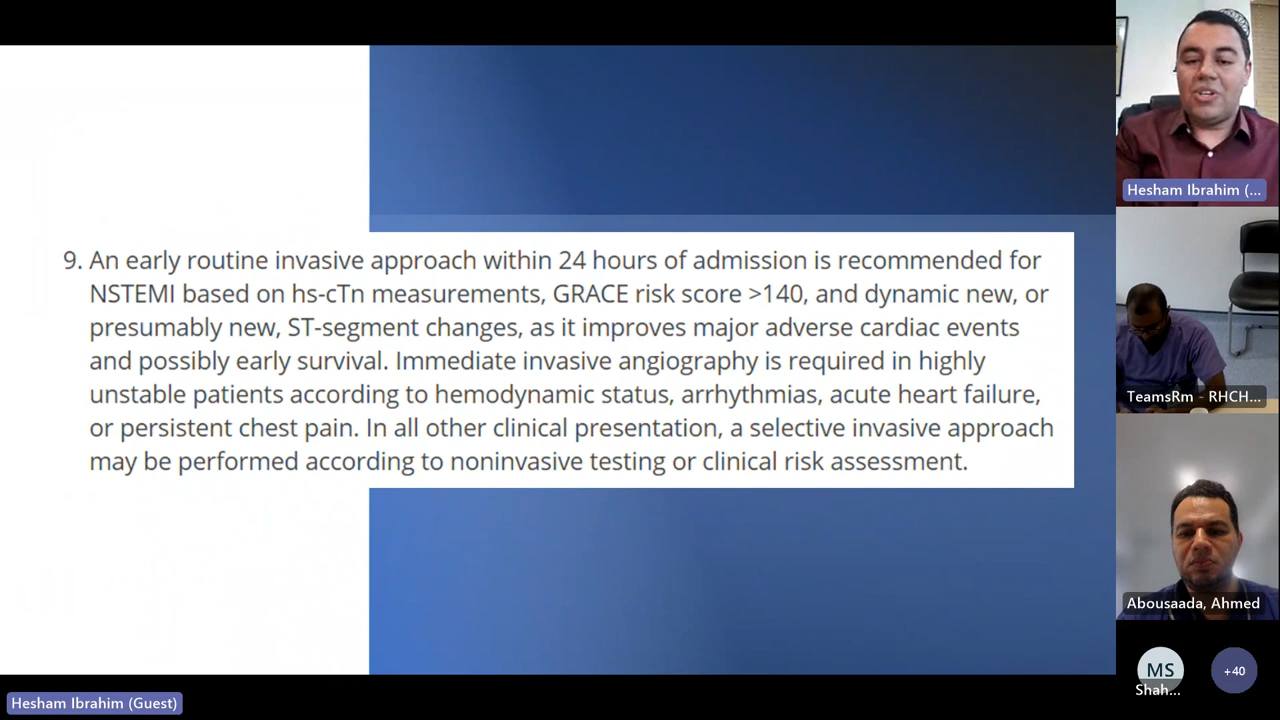 9. An early routine invasive approach within 24 hours of admission is recommended for
NSTEMI based on hs-cTn measurements, GRACE risk score >140, and dynamic new, or
presumably new, ST-segment changes, as it improves major adverse cardiac events
and possibly early survival. Immediate invasive angiography is required in highly
unstable patients according to hemodynamic status, arrhythmias, acute heart failure,
or persistent chest pain. In all other clinical presentation, a selective invasive approach
may be performed according to noninvasive testing or clinical risk assessment.
Hesham Ibrahim (...
TeamsRm - RHCH...
Abousaada, Ahmed
MS
+40
Shah...
Hesham Ibrahim (Guest)